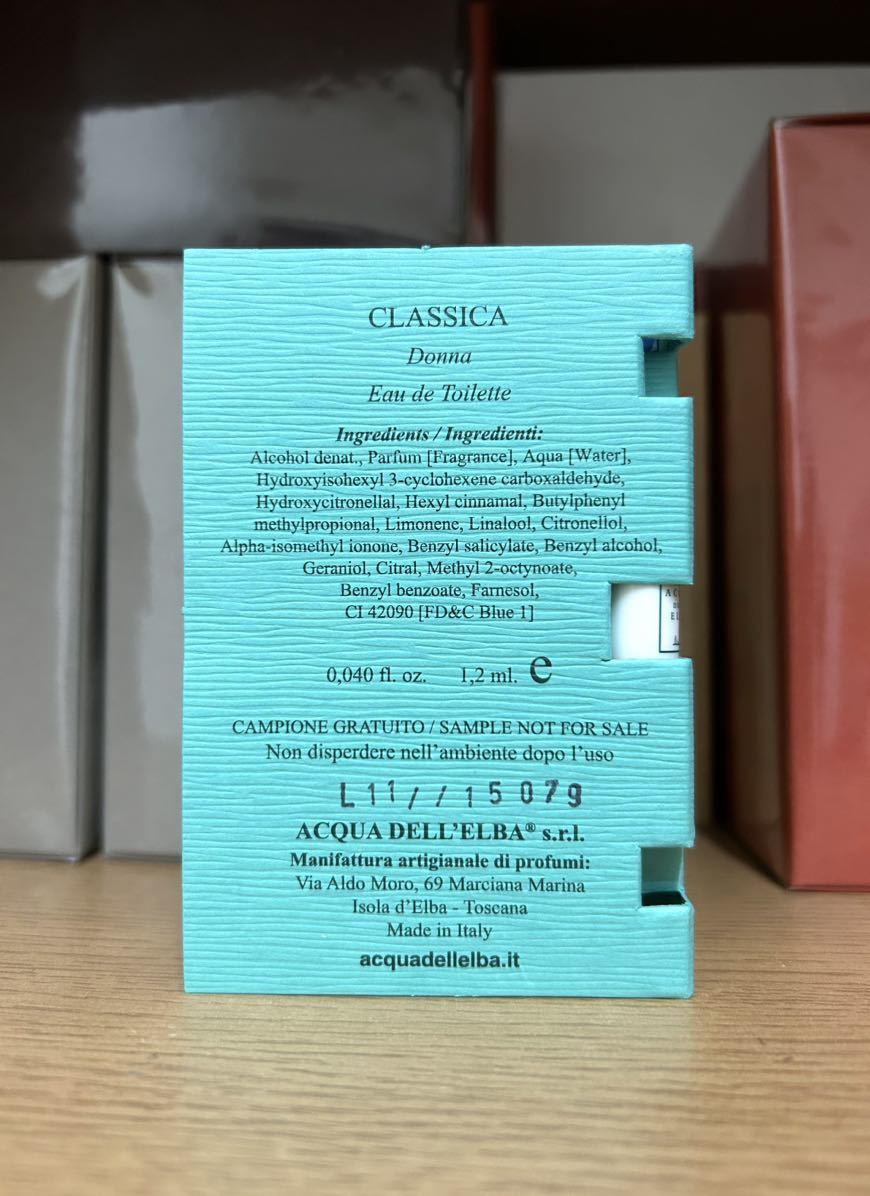 CLASSICA
Donna
Eau de Toilette
Ingredients / Ingredienti:
Alcohol denat., Parfum [Fragrance], Aqua [Water],
Hydroxyisohexyl 3-cyclohexene carboxaldehyde,
Hydroxycitronellal, Hexyl cinnamal, Butylphenyl
methylpropional, Limonene, Linalool, Citronellol,
Alpha-isomethyl ionone, Benzyl salicylate, Benzyl alcohol,
Geraniol, Citral, Methyl 2-octynoate,
Benzyl benzoate, Farnesol,
CI 42090 [FD&C Blue 1]
0,040 fl. oz. 1,2 ml. e
CAMPIONE GRATUITO / SAMPLE NOT FOR SALE
Non disperdere nell'ambiente dopo l'uso
L11//15079
ACQUA DELL'ELBA® s.r.l.
Manifattura artigianale di profumi:
Via Aldo Moro, 69 Marciana Marina
Isola d'Elba - Toscana
Made in Italy
acquadellelba.it